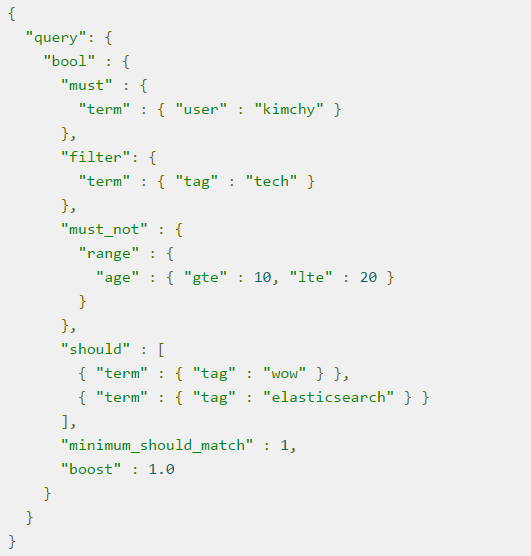 {
  "query": {
    "bool" : {
      "must" : {
        "term" : { "user" : "kimchy" }
      },
      "filter": {
        "term" : { "tag" : "tech" }
      },
      "must_not" : {
        "range" : {
          "age" : { "gte" : 10, "lte" : 20 }
        }
      },
      "should" : [
        { "term" : { "tag" : "wow" } },
        { "term" : { "tag" : "elasticsearch" } }
      ],
      "minimum_should_match" : 1,
      "boost" : 1.0
    }
  }
}